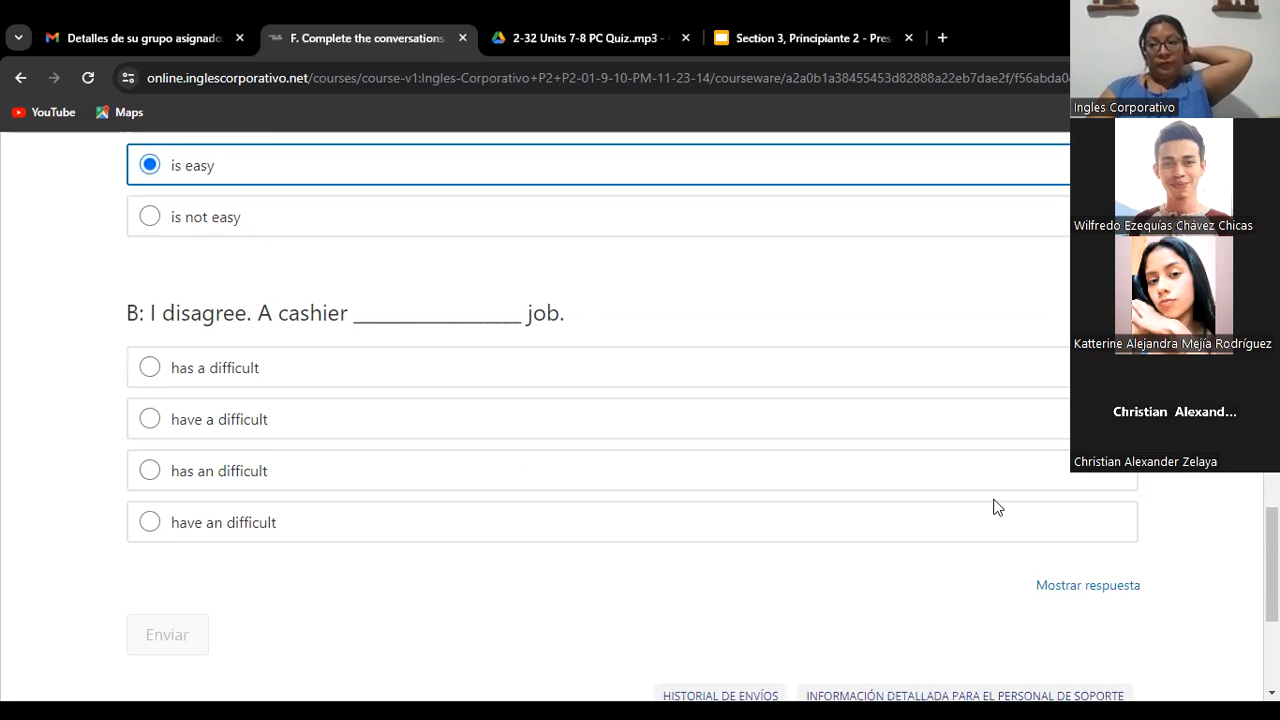 Detalles de su grupo asignado
F. Complete the conversations.
2-32 Units 7-8 PC Quiz..mp3 -
Section 3, Principiante 2 - Pres
online.inglescorporativo.net/courses/course-v1:Ingles-Corporativo+P2+P2-01-9-10-PM-11-23-14/courseware/a2a0b1a38455453d82888a22eb7dae2f/f56abda0
YouTube
Maps
Ingles Corporativo
is easy
is not easy
Wilfredo Ezequías Chávez Chicas
B: I disagree. A cashier _________________ job.
Katterine Alejandra Mejía Rodríguez
has a difficult
have a difficult
Christian Alexand...
Christian Alexander Zelaya
has an difficult
have an difficult
Mostrar respuesta
Enviar
HISTORIAL DE ENVÍOS
INFORMACIÓN DETALLADA PARA EL PERSONAL DE SOPORTE